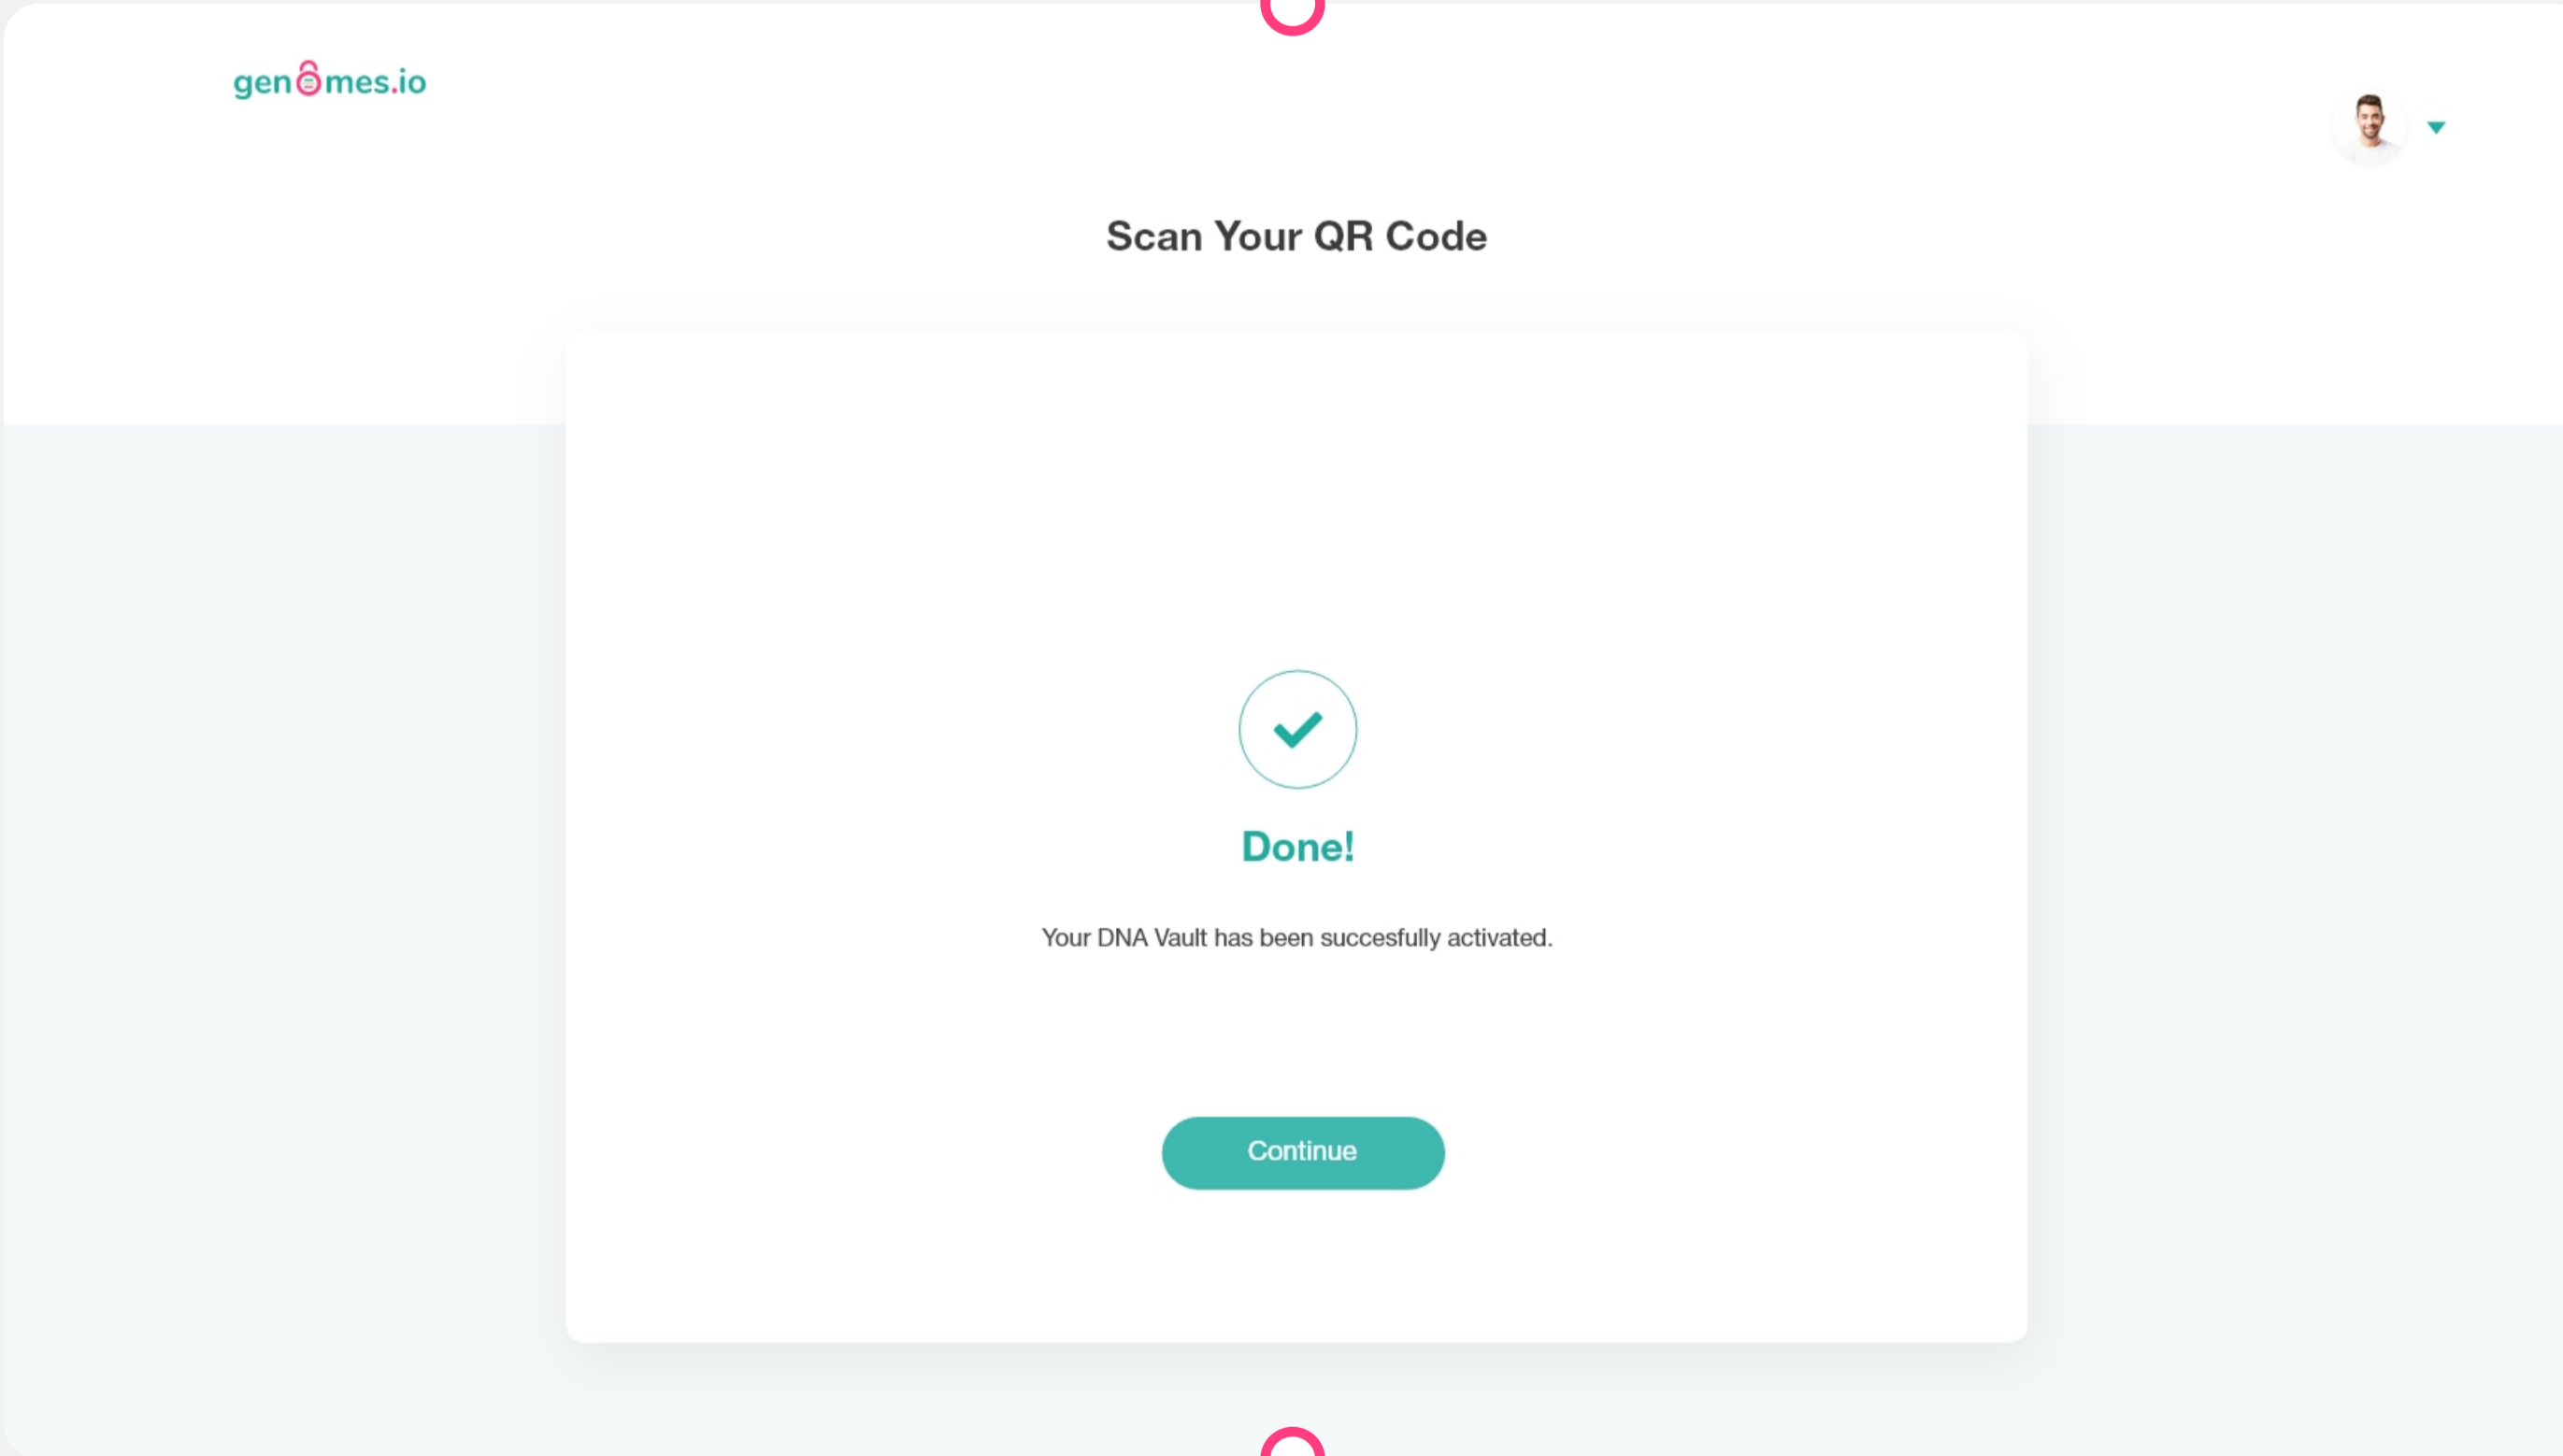 genomes.io
Scan Your QR Code
Done!
Your DNA Vault has been succesfully activated.
Continue